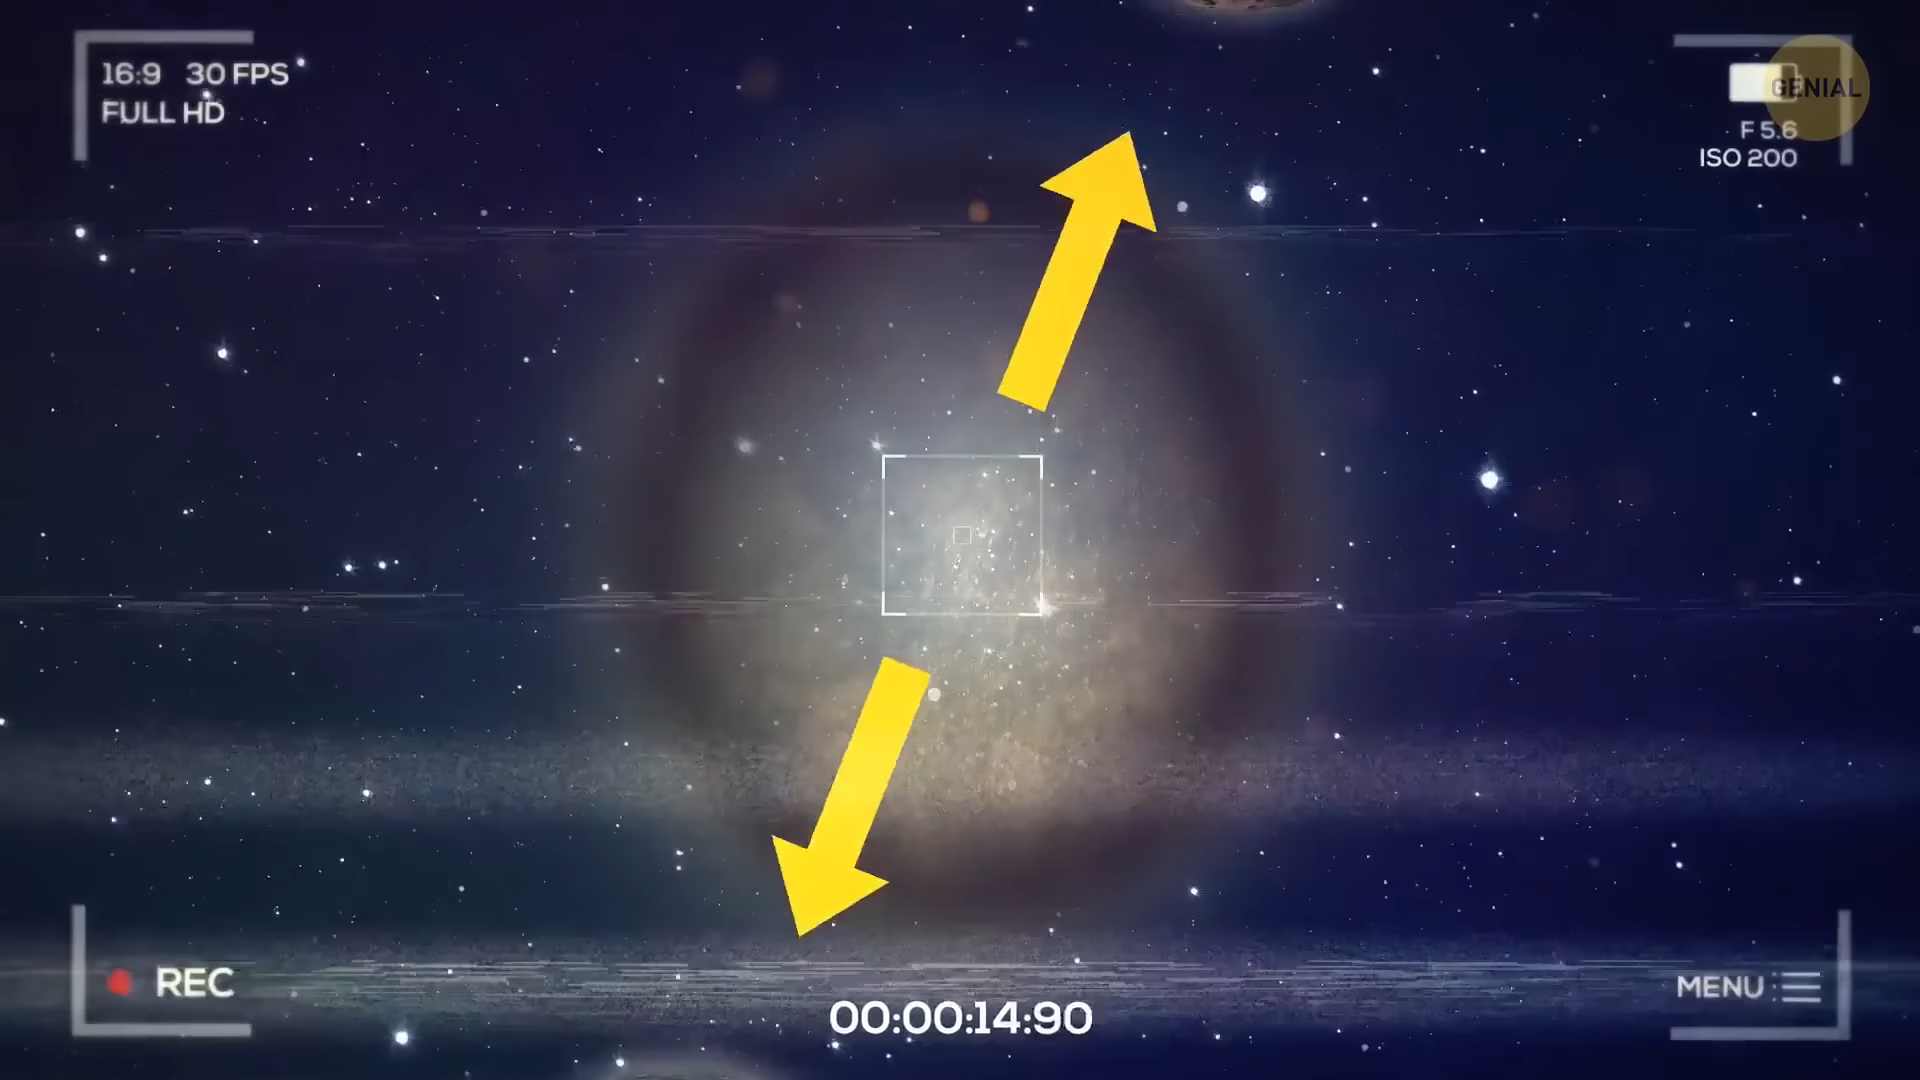 16:9 30 FPS
FULL HD
GENIAL
F 5.6
ISO 200
REC
00:00:14:90
MENU